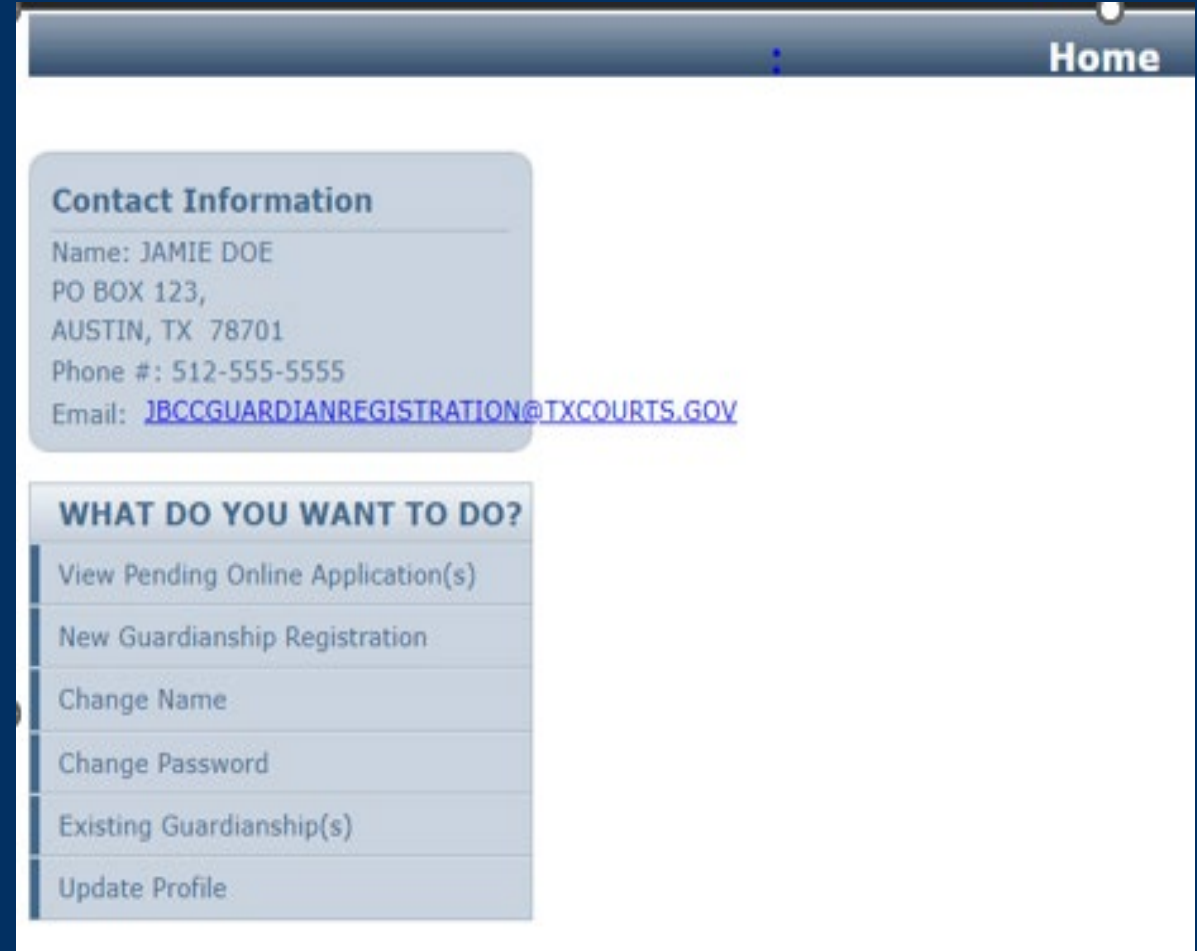 :
Home
Contact Information
Name: JAMIE DOE
PO BOX 123,
AUSTIN, TX 78701
Phone #: 512-555-5555
Email: JBCCGUARDIANREGISTRATION@TXCOURTS.GOV
WHAT DO YOU WANT TO DO?
View Pending Online Application(s)
New Guardianship Registration
Change Name
Change Password
Existing Guardianship(s)
Update Profile